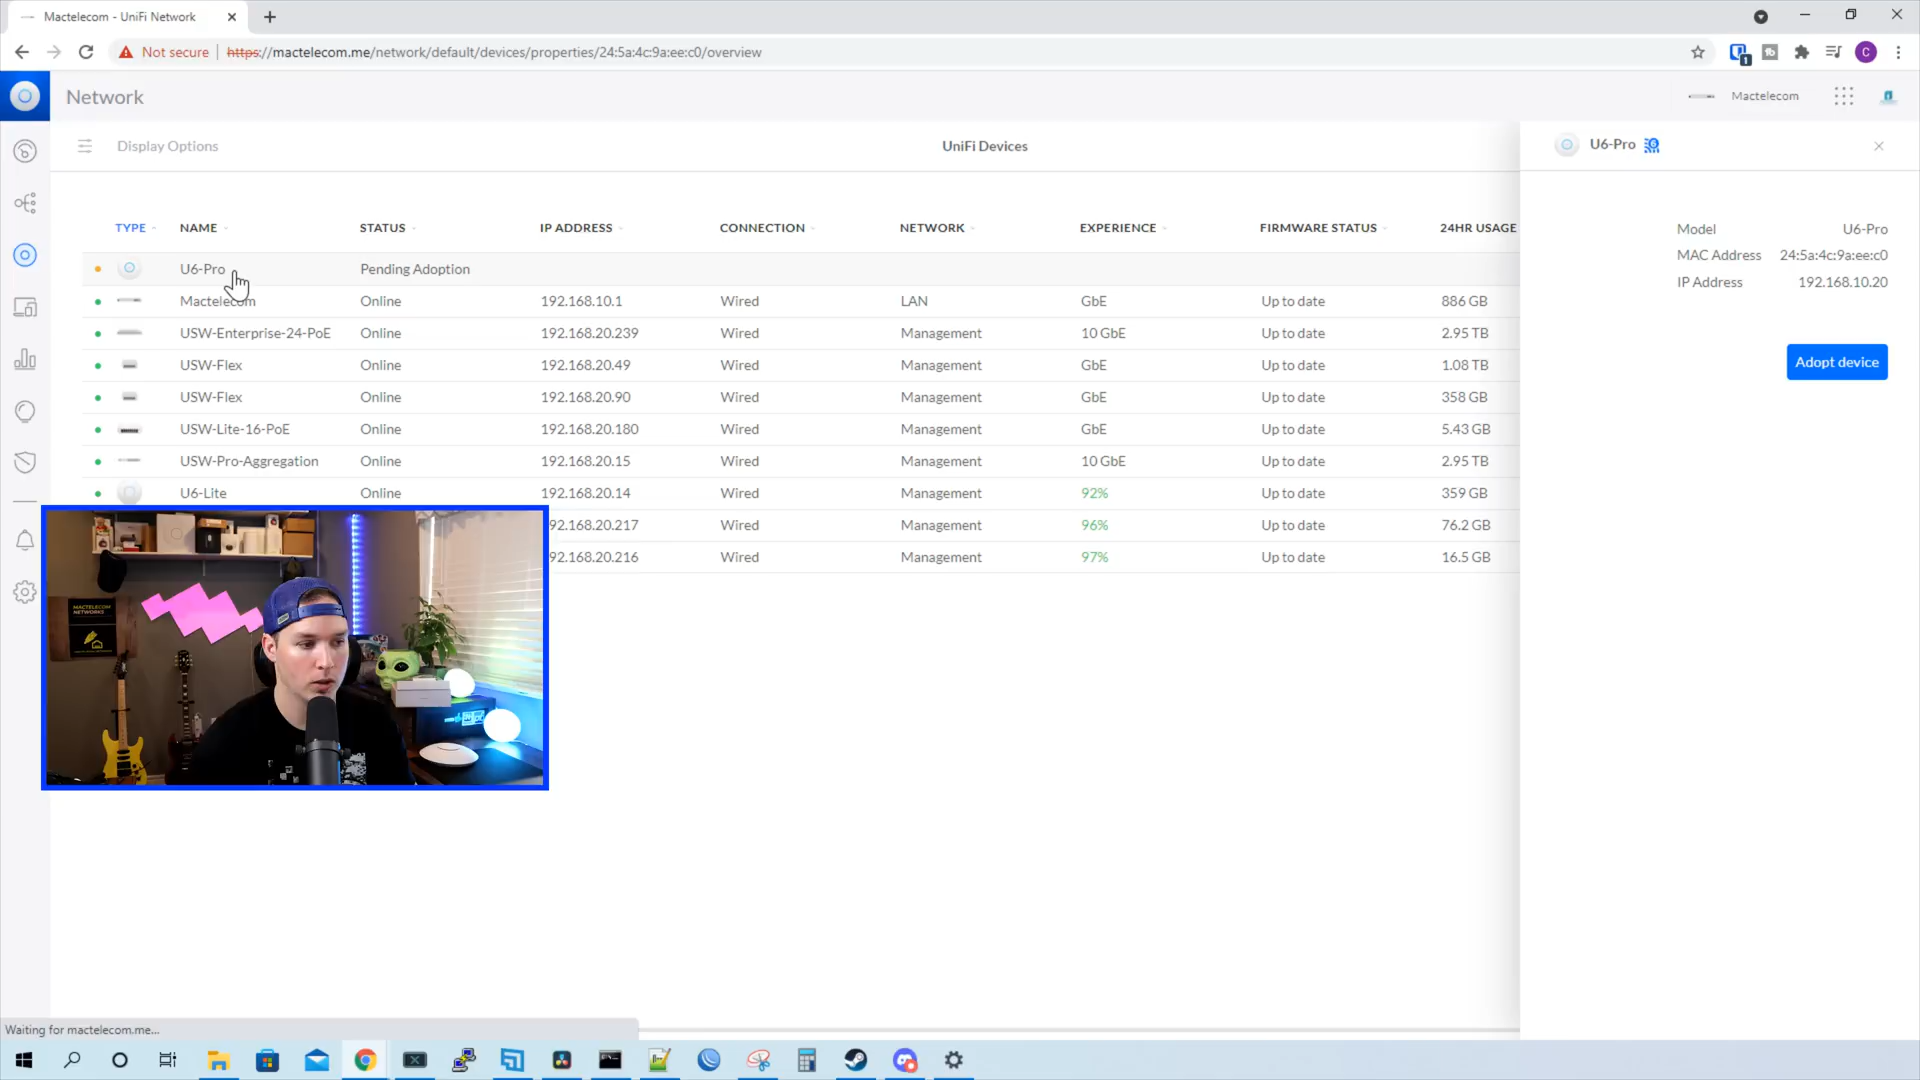 Mactelecom - UniFi Network
Not secure https://mactelecom.me/network/default/devices/properties/24:5a:4c:9a:ee:c0/overview
Network
Mactelecom
Display Options
UniFi Devices
U6-Pro
TYPE NAME STATUS IP ADDRESS CONNECTION NETWORK EXPERIENCE FIRMWARE STATUS 24HR USAGE
U6-Pro Pending Adoption
Mactelecom Online 192.168.10.1 Wired LAN GbE Up to date 886 GB
USW-Enterprise-24-PoE Online 192.168.20.239 Wired Management 10 GbE Up to date 2.95 TB
USW-Flex Online 192.168.20.49 Wired Management GbE Up to date 1.08 TB
USW-Flex Online 192.168.20.90 Wired Management GbE Up to date 358 GB
USW-Lite-16-PoE Online 192.168.20.180 Wired Management GbE Up to date 5.43 GB
USW-Pro-Aggregation Online 192.168.20.15 Wired Management 10 GbE Up to date 2.95 TB
U6-Lite Online 192.168.20.14 Wired Management 92% Up to date 359 GB
92.168.20.217 Wired Management 96% Up to date 76.2 GB
92.168.20.216 Wired Management 97% Up to date 16.5 GB
Model U6-Pro
MAC Address 24:5a:4c:9a:ee:c0
IP Address 192.168.10.20
Adopt device
MACTELECOM
NETWORKS
Waiting for mactelecom.me...